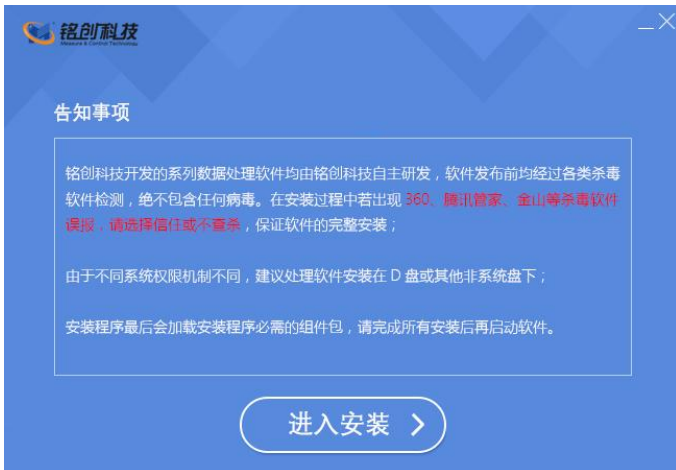 铭创科技
Measure & Control Technology
告知事项
铭创科技开发的系列数据处理软件均由铭创科技自主研发，软件发布前均经过各类杀毒
软件检测，绝不包含任何病毒。在安装过程中若出现 360、腾讯管家、金山等杀毒软件
误报，请选择信任或不查杀，保证软件的完整安装；
由于不同系统权限机制不同，建议处理软件安装在 D 盘或其他非系统盘下；
安装程序最后会加载安装程序必需的组件包，请完成所有安装后再启动软件。
进入安装